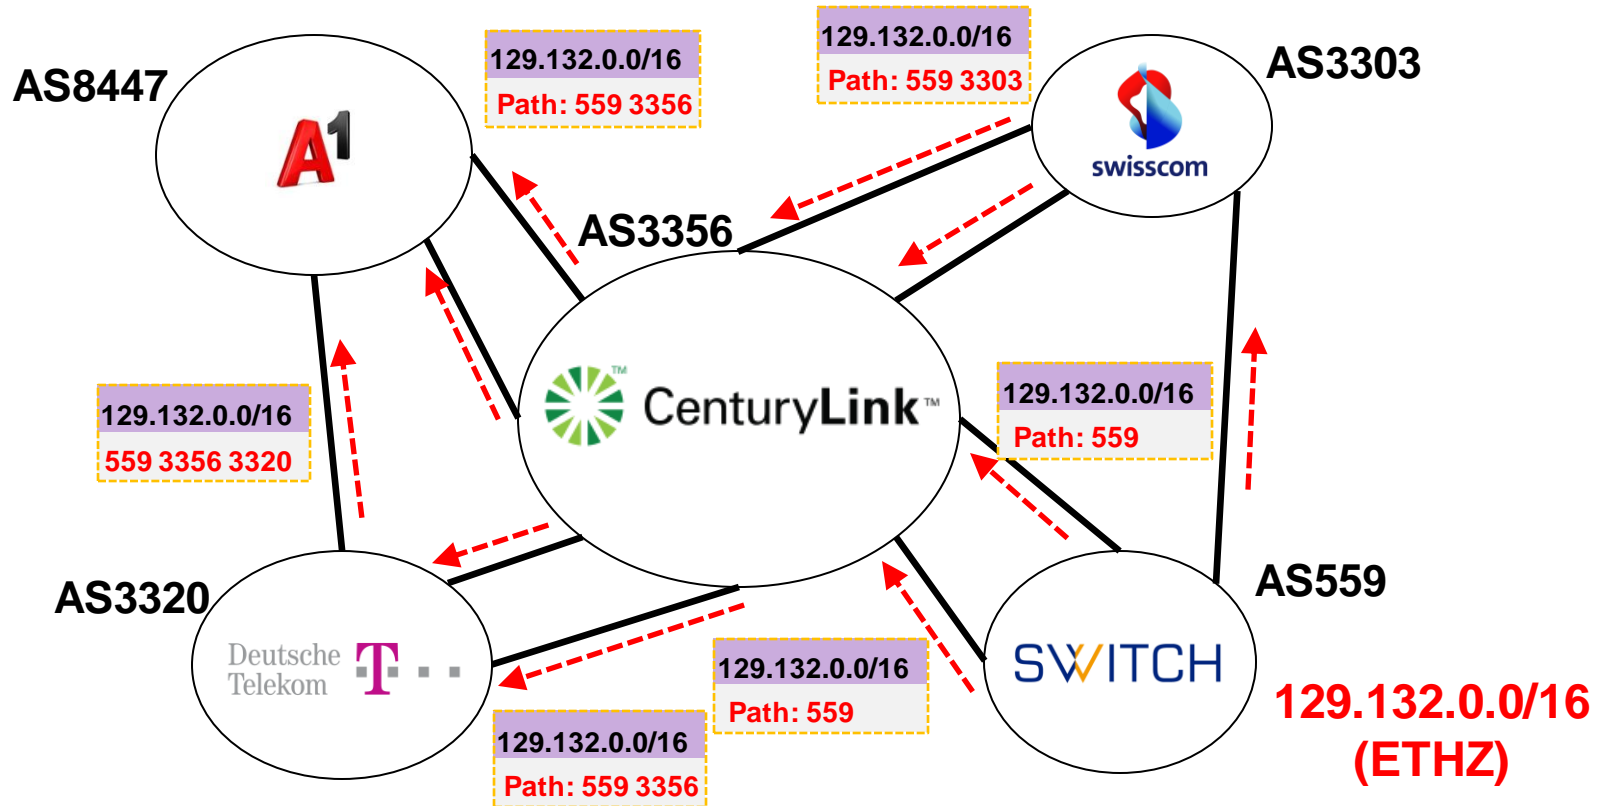 129.132.0.0/16
Path: 559 3303
129.132.0.0/16
Path: 559 3356
AS3303
AS8447
A1
swisscom
AS3356
129.132.0.0/16
Path: 559
CenturyLink™
129.132.0.0/16
559 3356 3320
AS559
AS3320
Deutsche
Telekom
T
SWITCH
129.132.0.0/16
Path: 559
129.132.0.0/16
(ETHZ)
129.132.0.0/16
Path: 559 3356